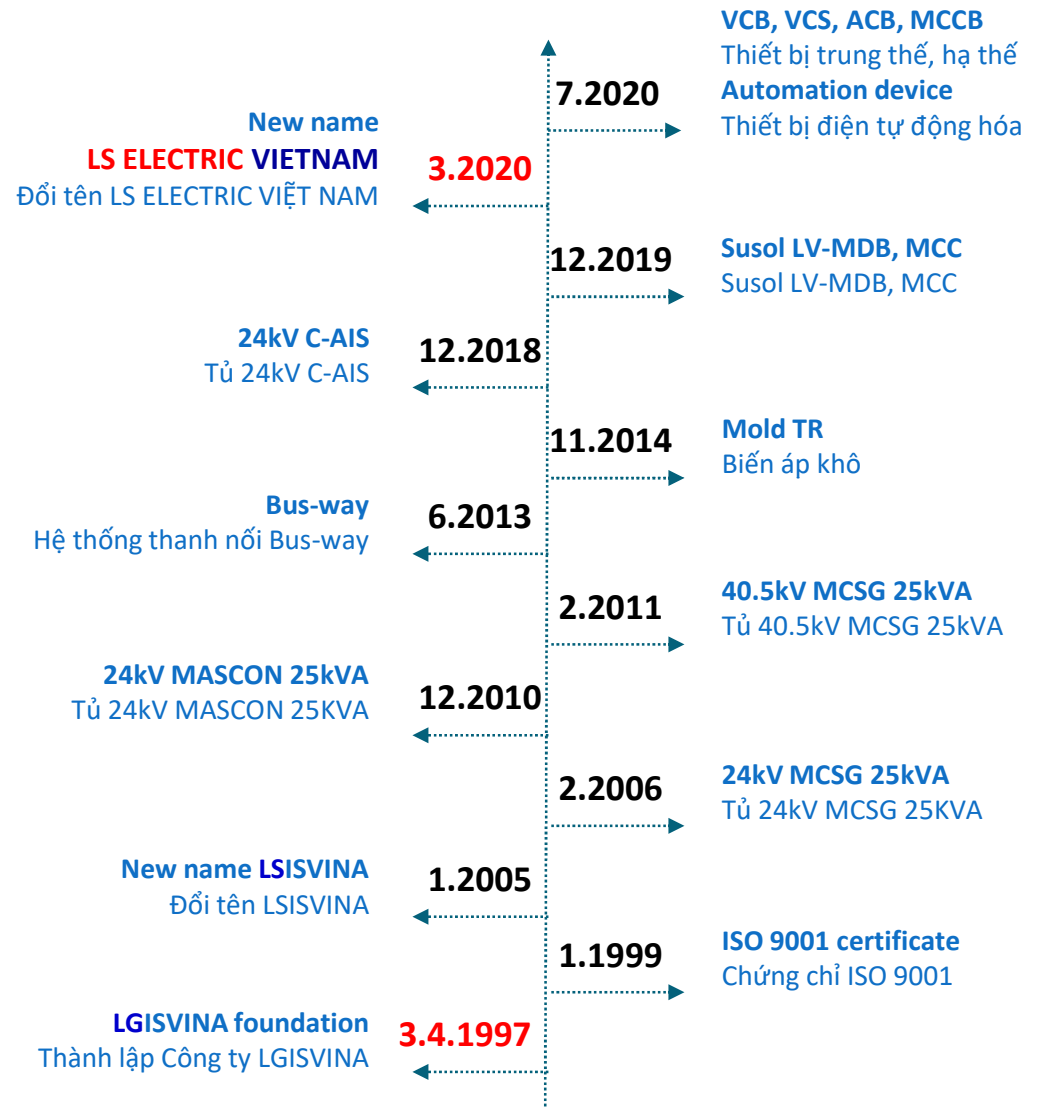 VCB, VCS, ACB, MCCB
Thiết bị trung thế, hạ thế
7.2020
Automation device
Thiết bị điện tự động hóa
New name
LS ELECTRIC VIETNAM
3.2020
Đổi tên LS ELECTRIC VIỆT NAM
12.2019
Susol LV-MDB, MCC
Susol LV-MDB, MCC
24kV C-AIS
12.2018
Tủ 24kV C-AIS
11.2014
Mold TR
Biến áp khô
Bus-way
6.2013
Hệ thống thanh nối Bus-way
2.2011
40.5kV MCSG 25kVA
Tủ 40.5kV MCSG 25kVA
24kV MASCON 25kVA
12.2010
Tủ 24kV MASCON 25KVA
2.2006
24kV MCSG 25kVA
Tủ 24kV MCSG 25KVA
New name LSISVINA
1.2005
Đổi tên LSISVINA
1.1999
ISO 9001 certificate
Chứng chỉ ISO 9001
LGISVINA foundation
3.4.1997
Thành lập Công ty LGISVINA